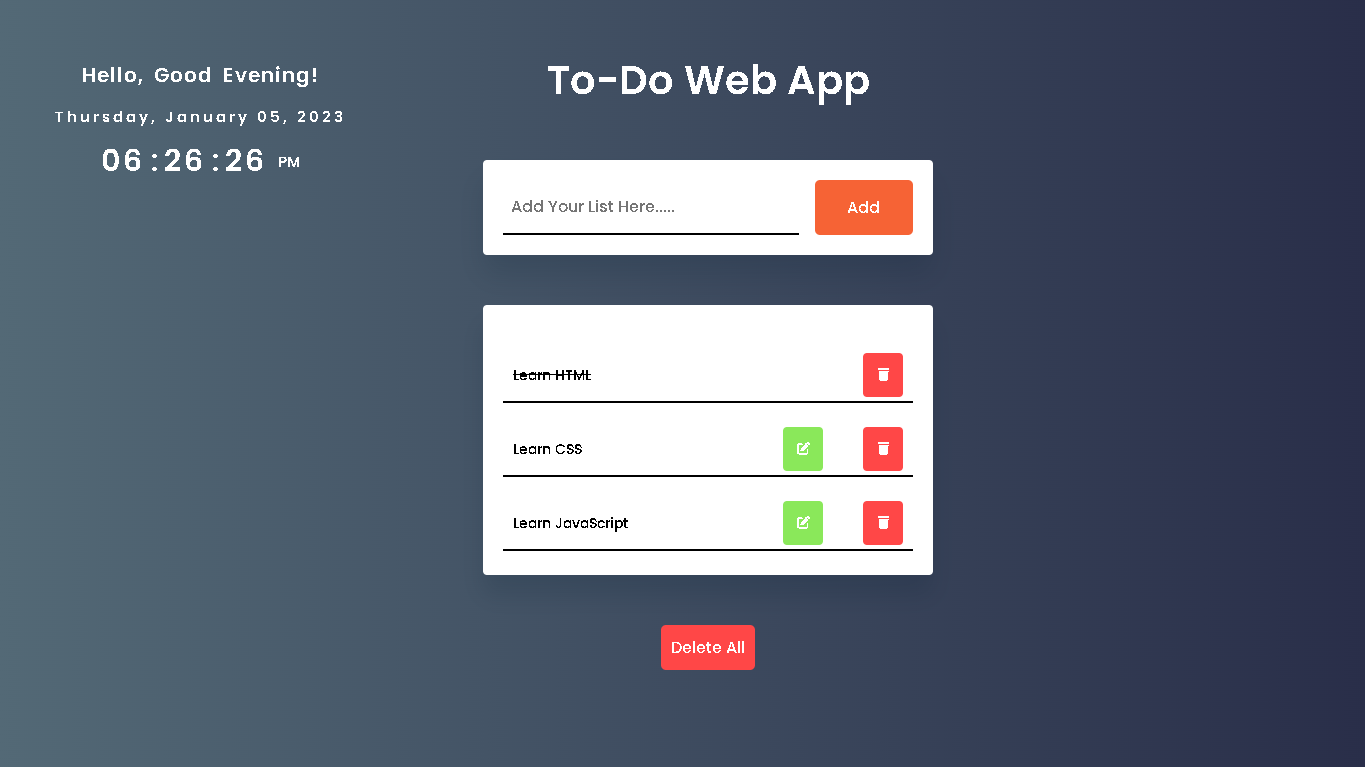 Hello, Good Evening!
Thursday, January 05, 2023
06 : 26 : 26 PM
To-Do Web App
Add Your List Here.....
Add
Learn HTML
Learn CSS
Learn JavaScript
Delete All